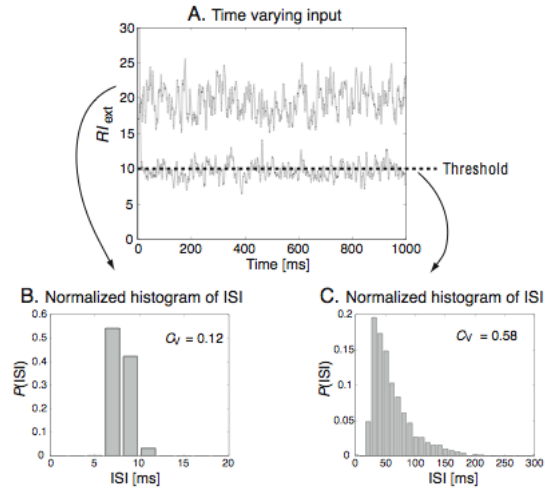 A. Time varying input
RI ext
30
25
20
15
10
5
0
Threshold
0 200 400 600 800 1000
Time [ms]
B. Normalized histogram of ISI
P(ISI)
0.6
0.5
0.4
0.3
0.2
0.1
0
C_V = 0.12
0 5 10 15 20
ISI [ms]
C. Normalized histogram of ISI
P(ISI)
0.2
0.15
0.1
0.05
0
C_V = 0.58
0 50 100 150 200 250 300
ISI [ms]